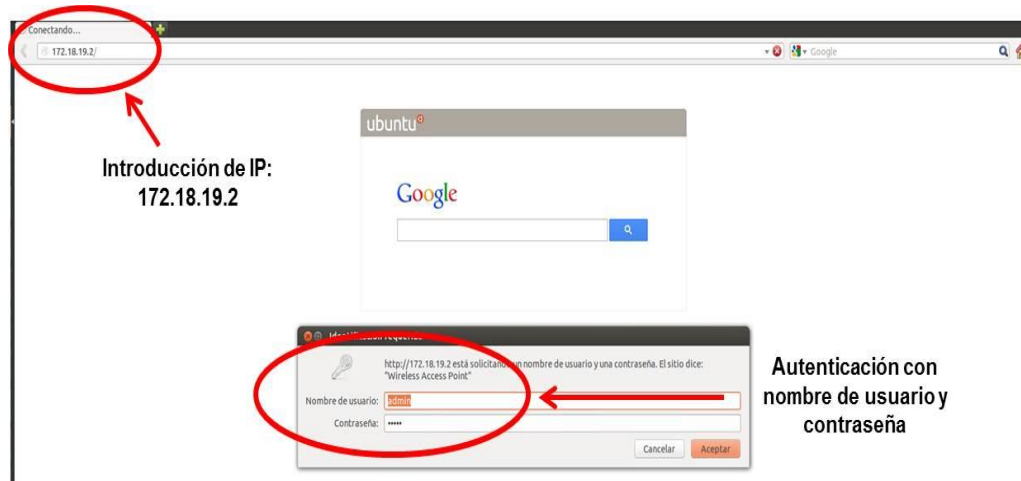 Conectando...
172.18.19.2/
Google
Introducción de IP:
172.18.19.2
ubuntu
Google
Identificación requerida
http://172.18.19.2 está solicitando un nombre de usuario y una contraseña. El sitio dice:
"Wireless Access Point"
Nombre de usuario: admin
Contraseña: •••••
Cancelar Aceptar
Autenticación con
nombre de usuario y
contraseña